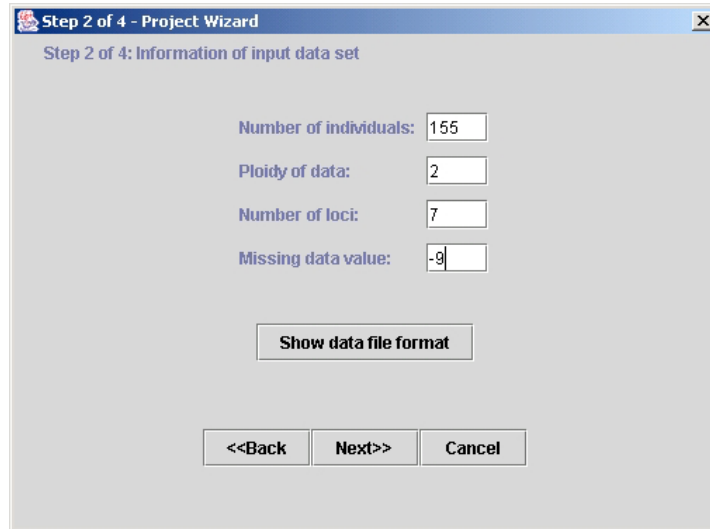 Step 2 of 4 - Project Wizard
Step 2 of 4: Information of input data set
Number of individuals: 155
Ploidy of data: 2
Number of loci: 7
Missing data value: -9
Show data file format
<<Back Next>> Cancel